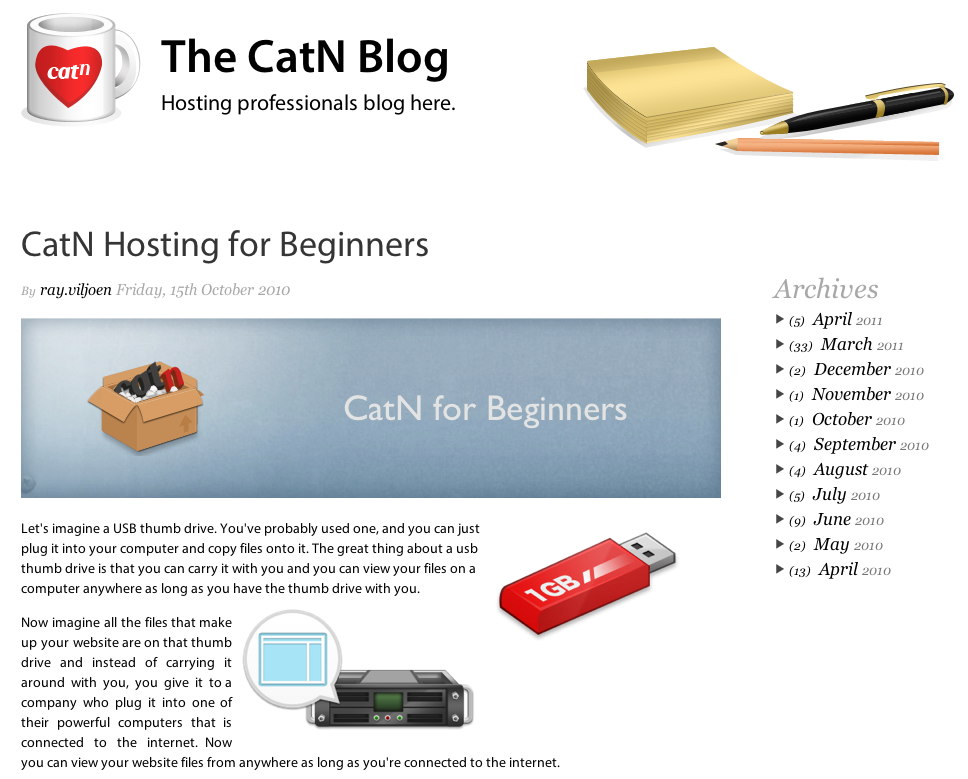 catn
The CatN Blog
Hosting professionals blog here.
CatN Hosting for Beginners
By ray.viljoen Friday, 15th October 2010
catn
CatN for Beginners
Let's imagine a USB thumb drive. You've probably used one, and you can just
plug it into your computer and copy files onto it. The great thing about a usb
thumb drive is that you can carry it with you and you can view your files on a
computer anywhere as long as you have the thumb drive with you.
1GB
Now imagine all the files that make
up your website are on that thumb
drive and instead of carrying it
around with you, you give it to a
company who plug it into one of
their powerful computers that is
connected to the internet. Now
you can view your website files from anywhere as long as you're connected to the internet.
Archives
(5) April 2011
(33) March 2011
(2) December 2010
(1) November 2010
(1) October 2010
(4) September 2010
(4) August 2010
(5) July 2010
(9) June 2010
(2) May 2010
(13) April 2010